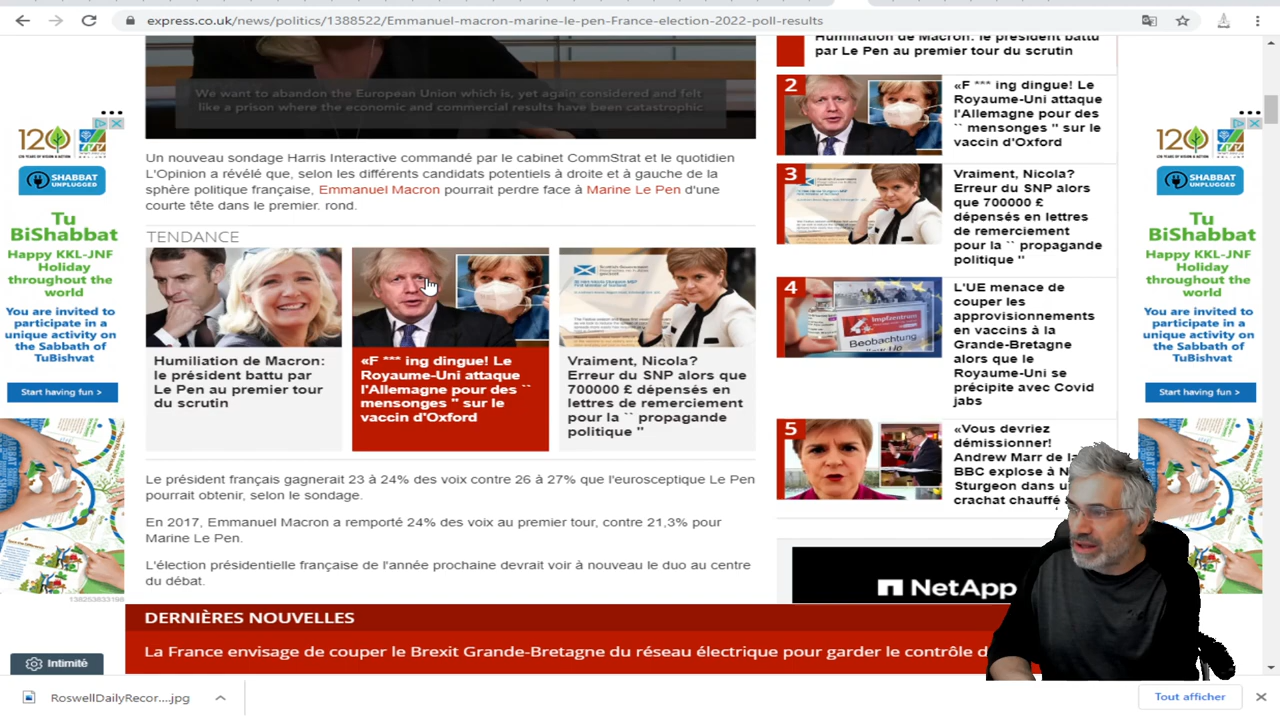 express.co.uk/news/politics/1388522/Emmanuel-macron-marine-le-pen-France-election-2022-poll-results
We want to abandon the European Union which is, yet again considered and felt
like a prison where the economic and commercial results have been catastrophic
Un nouveau sondage Harris Interactive commandé par le cabinet CommStrat et le quotidien
L'Opinion a révélé que, selon les différents candidats potentiels à droite et à gauche de la
sphère politique française, Emmanuel Macron pourrait perdre face à Marine Le Pen d'une
courte tête dans le premier. rond.
TENDANCE
Humiliation de Macron:
le président battu par
Le Pen au premier tour
du scrutin
«F *** ing dingue! Le
Royaume-Uni attaque
l'Allemagne pour des ``
mensonges '' sur le
vaccin d'Oxford
Vraiment, Nicola?
Erreur du SNP alors que
700000 £ dépensés en
lettres de remerciement
pour la `` propagande
politique ''
Le président français gagnerait 23 à 24% des voix contre 26 à 27% que l'eurosceptique Le Pen
pourrait obtenir, selon le sondage.
En 2017, Emmanuel Macron a remporté 24% des voix au premier tour, contre 21,3% pour
Marine Le Pen.
L'élection présidentielle française de l'année prochaine devrait voir à nouveau le duo au centre
du débat.
DERNIÈRES NOUVELLES
La France envisage de couper le Brexit Grande-Bretagne du réseau électrique pour garder le contrôle d
Humiliation de Macron: le président battu
par Le Pen au premier tour du scrutin
2
«F *** ing dingue! Le
Royaume-Uni attaque
l'Allemagne pour des
`` mensonges '' sur le
vaccin d'Oxford
3
Vraiment, Nicola?
Erreur du SNP alors
que 700000 £
dépensés en lettres
de remerciement
pour la `` propagande
politique ''
4
Impfzentren
Beobachtung
L'UE menace de
couper les
approvisionnements
en vaccins à la
Grande-Bretagne
alors que le
Royaume-Uni se
précipite avec Covid
jabs
5
«Vous devriez
démissionner!
Andrew Marr de la
BBC explose à N
Sturgeon dans u
crachat chauffé
NetApp
120
SHABBAT
UNPLUGGED
Tu
BiShabbat
Happy KKL-JNF
Holiday
throughout the
world
You are invited to
participate in a
unique activity on
the Sabbath of
TuBishvat
Start having fun >
120
SHABBAT
UNPLUGGED
Tu
BiShabbat
Happy KKL-JNF
Holiday
throughout the
world
You are invited to
participate in a
unique activity on
the Sabbath of
TuBishvat
Start having fun >
Intimité
RoswellDailyRecor....jpg
Tout afficher